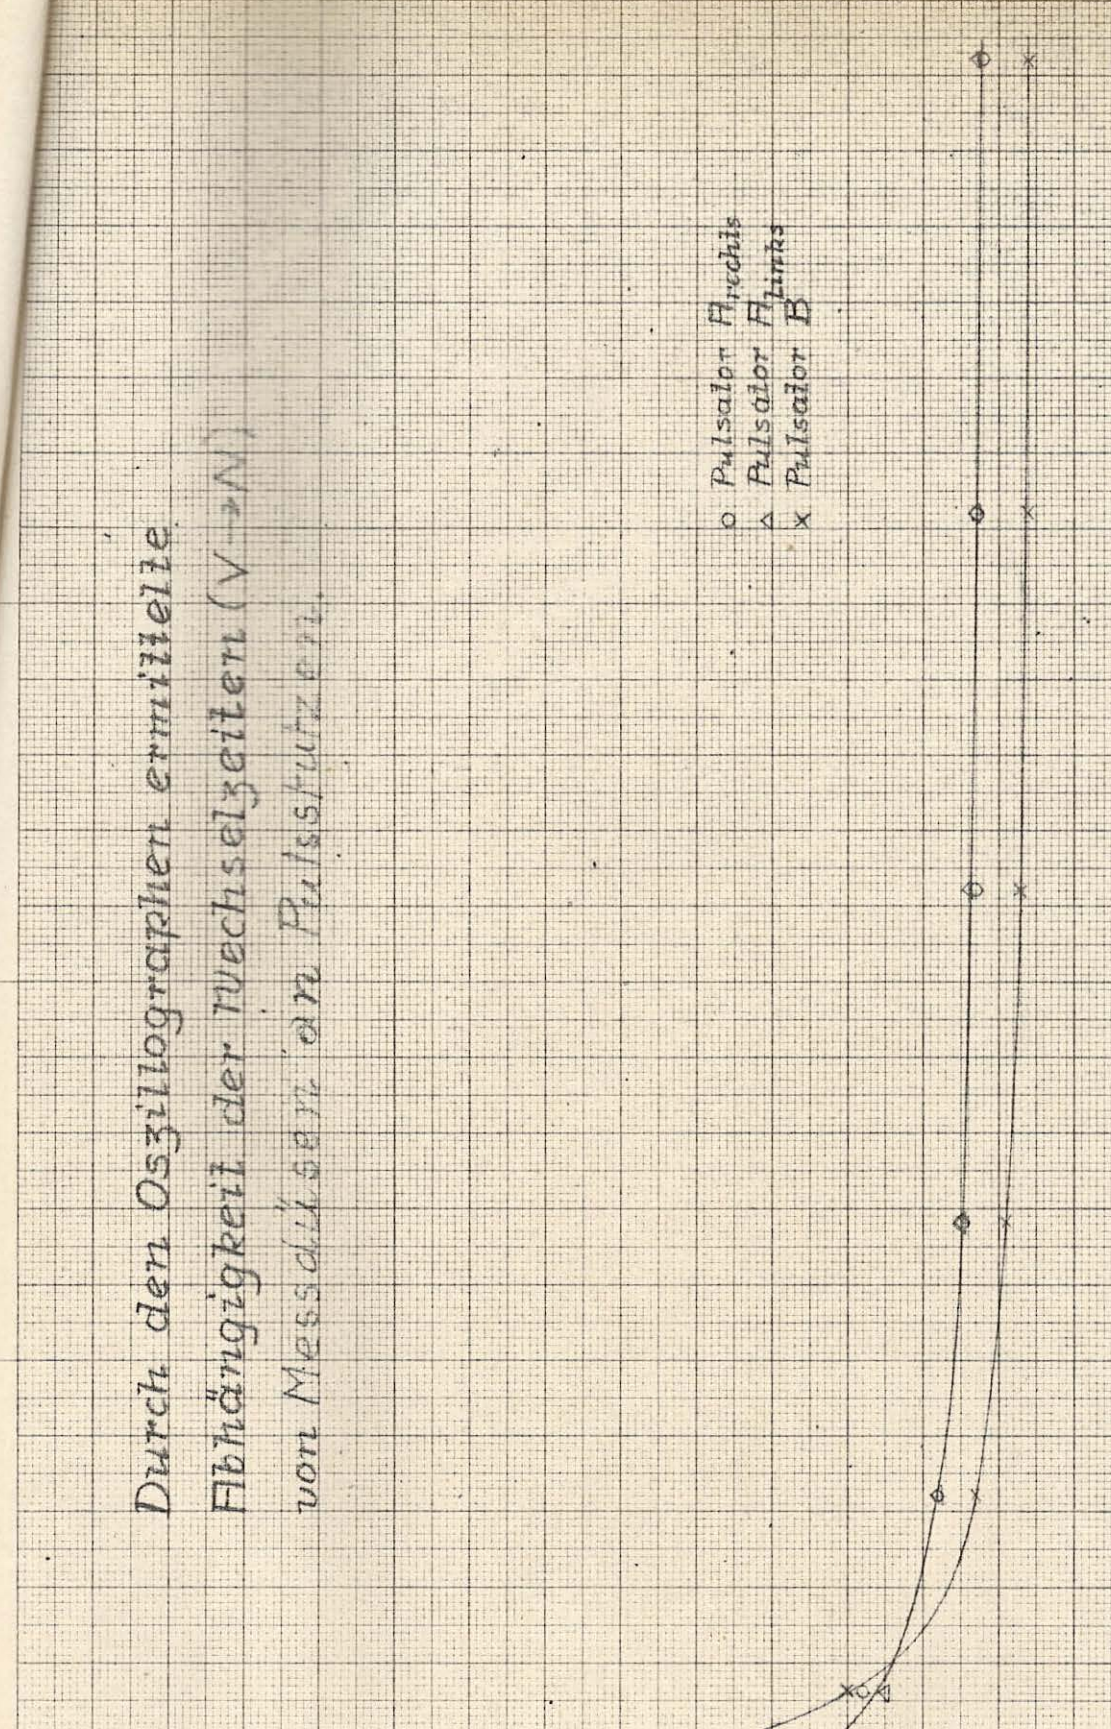 Durch den Oszillographen ermittelte
Abhängigkeit der Wechselzeiten (V→N)
von Messdüsen an Pulsstutzen.
o Pulsator A rechts
△ Pulsator A Links
x Pulsator B